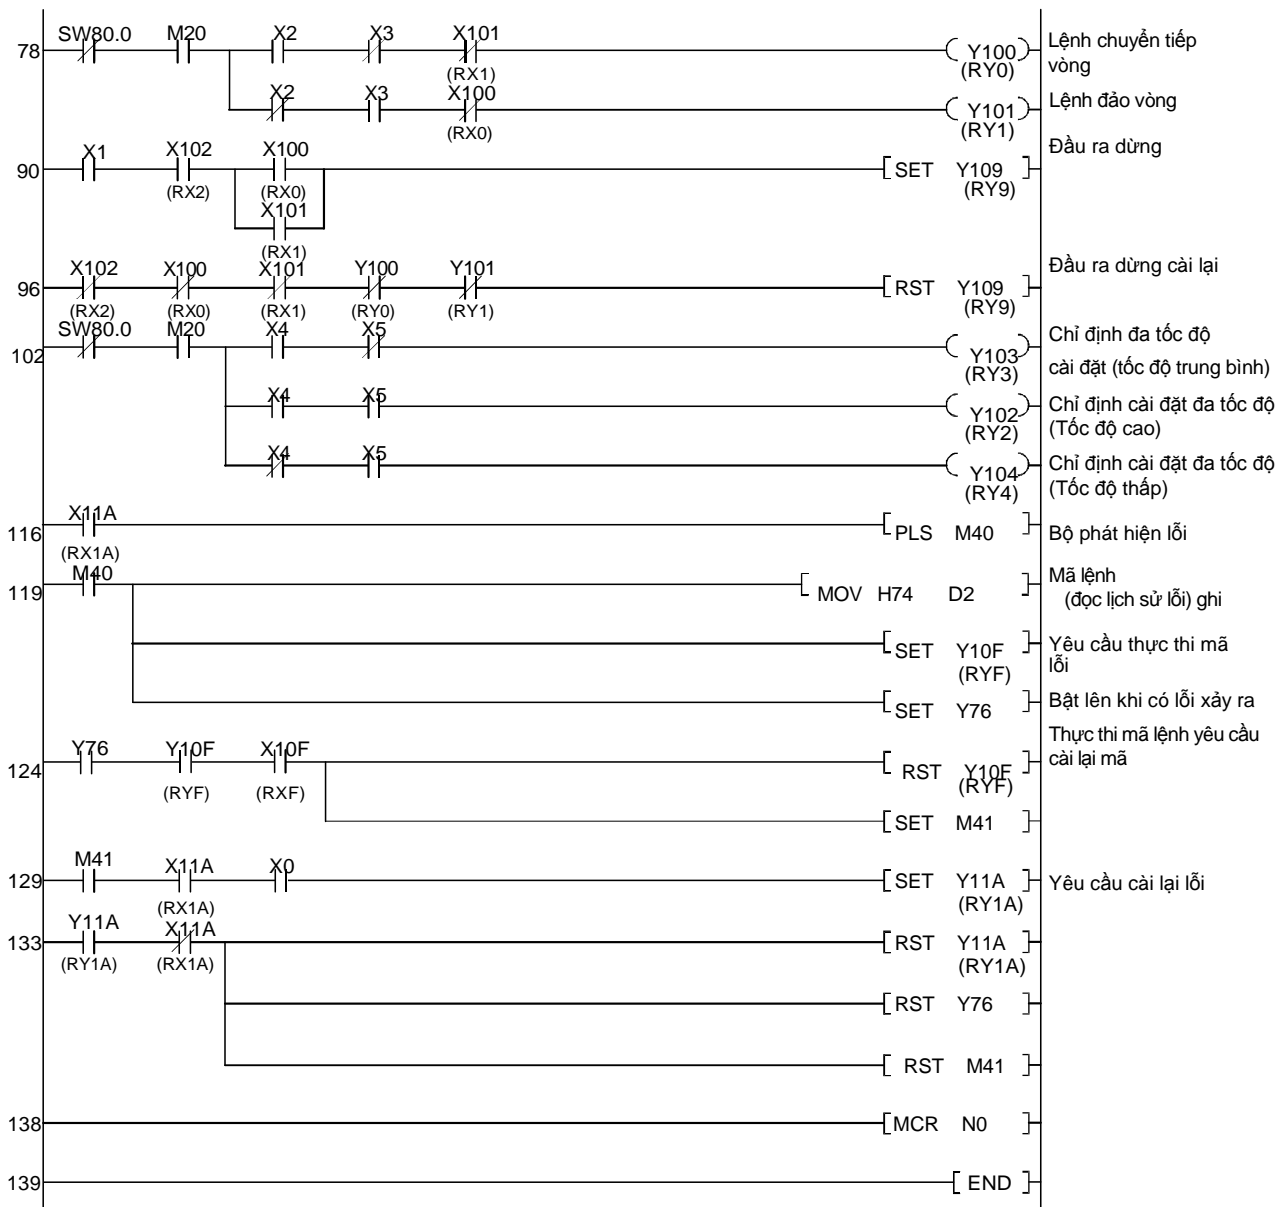 SW80.0 M20 X2 X3 X101
78 Y100 Lệnh chuyển tiếp
(RX1) (RY0) vòng
X2 X3 X100
Y101 Lệnh đảo vòng
(RX0) (RY1)
X1 X102 X100 Đầu ra dừng
90 SET Y109
(RX2) (RX0) (RY9)
X101
(RX1)
X102 X100 X101 Y100 Y101 Đầu ra dừng cài lại
96 RST Y109
(RX2) (RX0) (RX1) (RY0) (RY1) (RY9)
SW80.0 M20 X4 X5 Chỉ định đa tốc độ
102 Y103 cài đặt (tốc độ trung bình)
(RY3)
X4 X5 Chỉ định cài đặt đa tốc độ
Y102 (Tốc độ cao)
(RY2)
X4 X5 Chỉ định cài đặt đa tốc độ
Y104 (Tốc độ thấp)
(RY4)
X11A
116 PLS M40 Bộ phát hiện lỗi
(RX1A)
M40 Mã lệnh
119 MOV H74 D2 (đọc lịch sử lỗi) ghi
SET Y10F Yêu cầu thực thi mã
(RYF) lỗi
SET Y76 Bật lên khi có lỗi xảy ra
Thực thi mã lệnh yêu cầu
Y76 Y10F X10F cài lại mã
124 RST Y10F
(RYF) (RXF) (RYF)
SET M41
M41 X11A X0
129 SET Y11A Yêu cầu cài lại lỗi
(RX1A) (RY1A)
Y11A X11A
133 RST Y11A
(RY1A) (RX1A) (RY1A)
RST Y76
RST M41
138 MCR N0
139 END